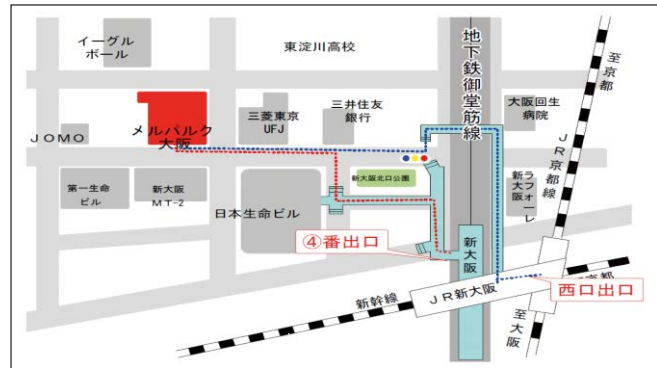 イーグル
ボール
東淀川高校
地下鉄御堂筋線
至京都
JOMO
メルパルク
大阪
三菱東京
UFJ
三井住友
銀行
大阪回生
病院
JR京都線
第一生命
ビル
新大阪
MT-2
日本生命ビル
新大阪北口公園
新大阪
ラフォーレ
④番出口
新大阪
新幹線
JR新大阪
京都
西口出口
至大阪